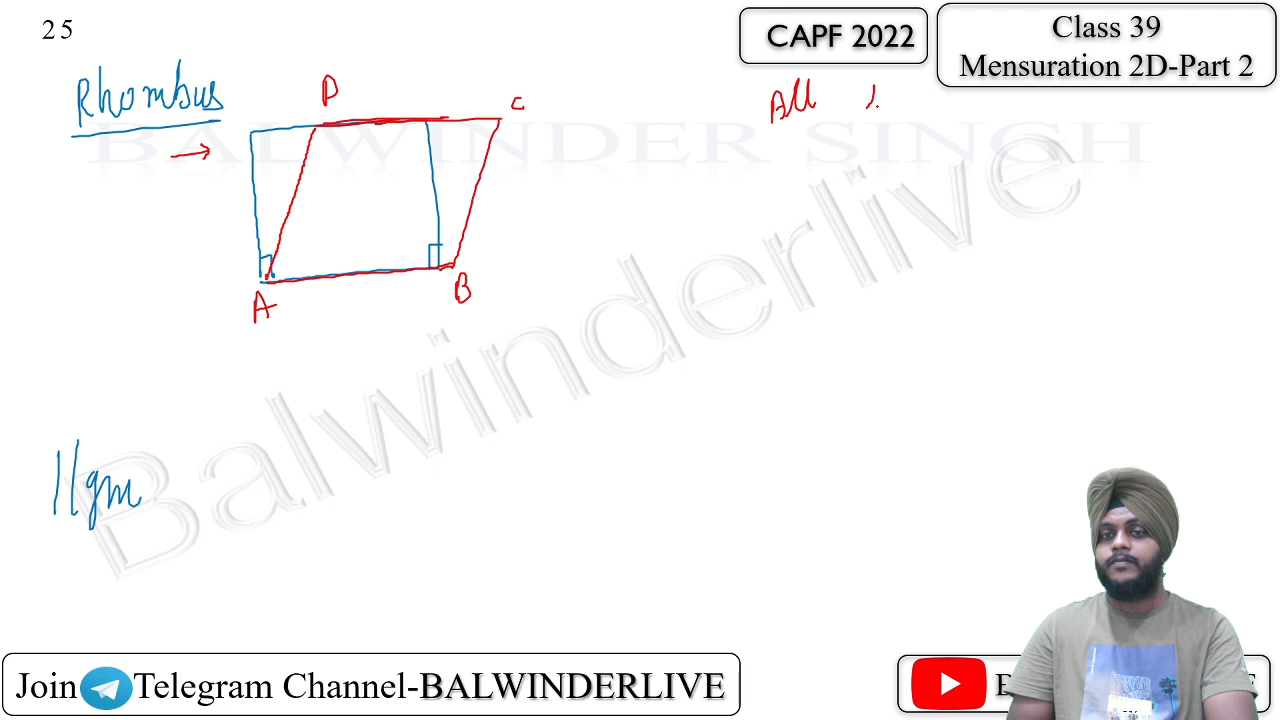 25
CAPF 2022
Class 39
Mensuration 2D-Part 2
Rhombus
D
C
All
BALWINDER SINGH
Balwinderlive
A
B
||gm
Join Telegram Channel-BALWINDERLIVE